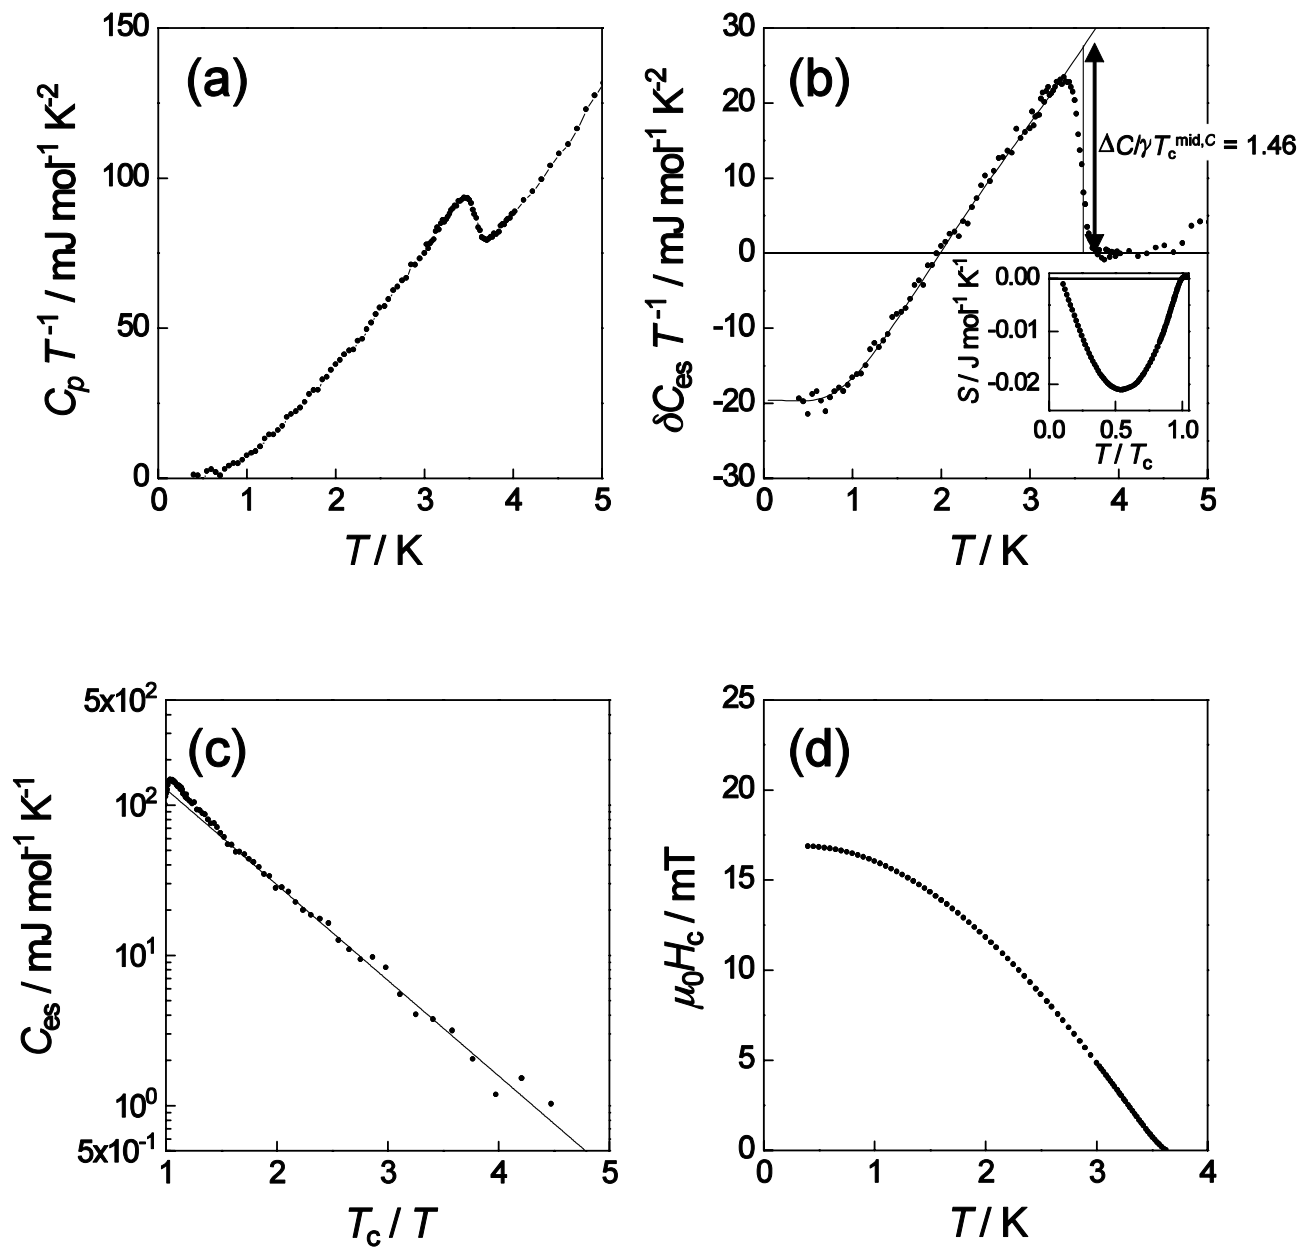 (a)
C_p T^-1 / mJ mol^-1 K^-2
150
100
50
0
0 1 2 3 4 5
T / K
(b)
δC_es T^-1 / mJ mol^-1 K^-2
30
20
10
0
-10
-20
-30
0 1 2 3 4 5
T / K
ΔC/γT_c^mid,C = 1.46
S / J mol^-1 K^-1
0.00
-0.01
-0.02
0.0 0.5 1.0
T / T_c
(c)
C_es / mJ mol^-1 K^-1
5x10^2
10^2
10^1
10^0
5x10^-1
1 2 3 4 5
T_c / T
(d)
μ_0H_c / mT
25
20
15
10
5
0
0 1 2 3 4
T / K